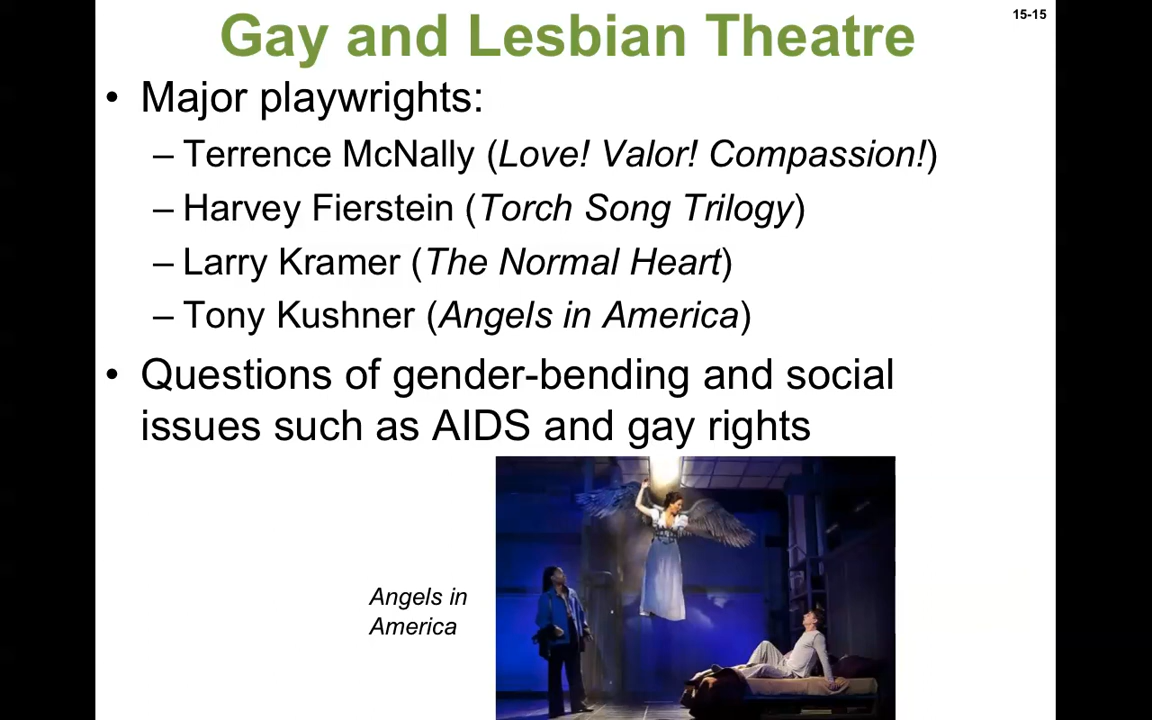 Gay and Lesbian Theatre
15-15
• Major playwrights:
– Terrence McNally (Love! Valor! Compassion!)
– Harvey Fierstein (Torch Song Trilogy)
– Larry Kramer (The Normal Heart)
– Tony Kushner (Angels in America)
• Questions of gender-bending and social
issues such as AIDS and gay rights
Angels in
America